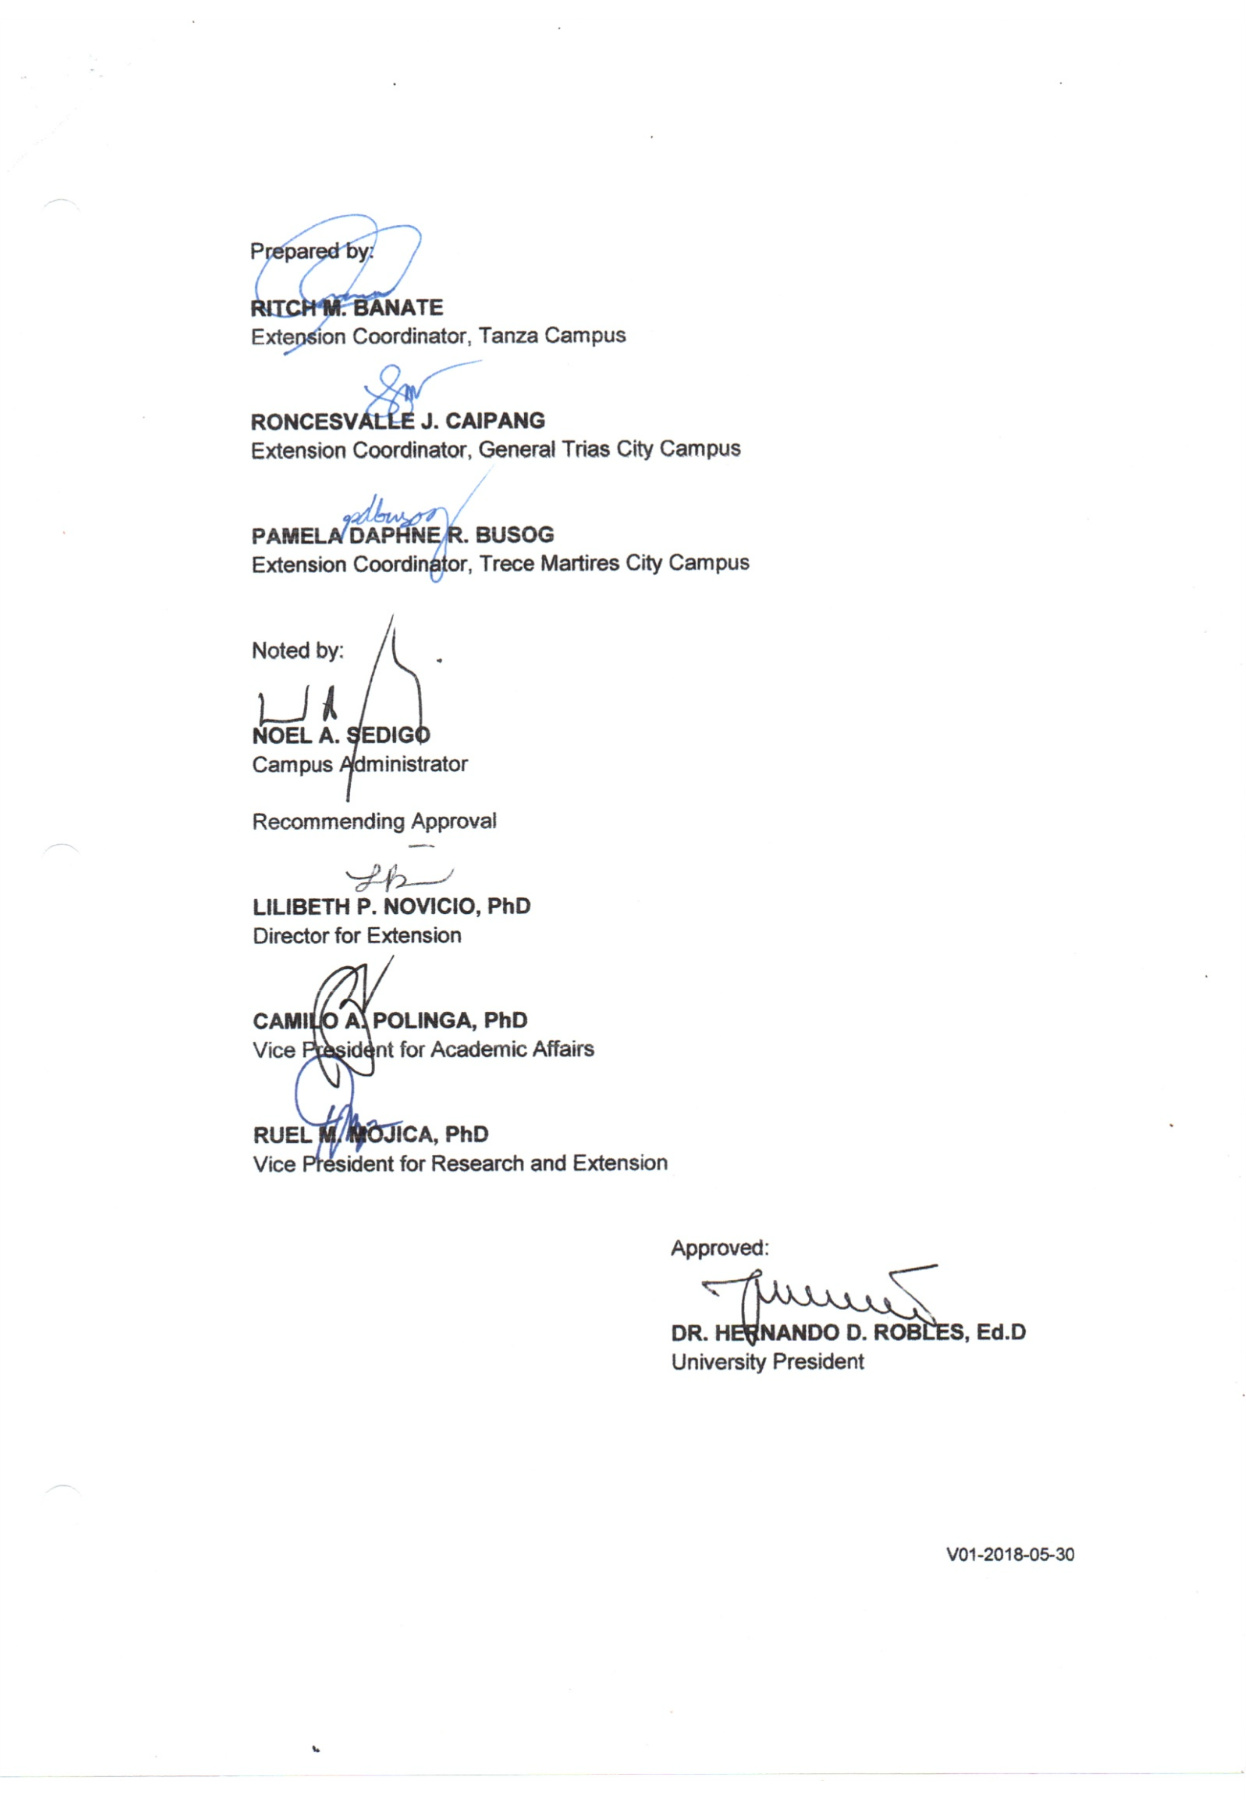 Prepared by:
RITCH M. BANATE
Extension Coordinator, Tanza Campus
RONCESVALLE J. CAIPANG
Extension Coordinator, General Trias City Campus
pdbusog
PAMELA DAPHNE R. BUSOG
Extension Coordinator, Trece Martires City Campus
Noted by:
NOEL A. SEDIGO
Campus Administrator
Recommending Approval
LILIBETH P. NOVICIO, PhD
Director for Extension
CAMILO A. POLINGA, PhD
Vice President for Academic Affairs
RUEL M. MOJICA, PhD
Vice President for Research and Extension
Approved:
DR. HERNANDO D. ROBLES, Ed.D
University President
V01-2018-05-30